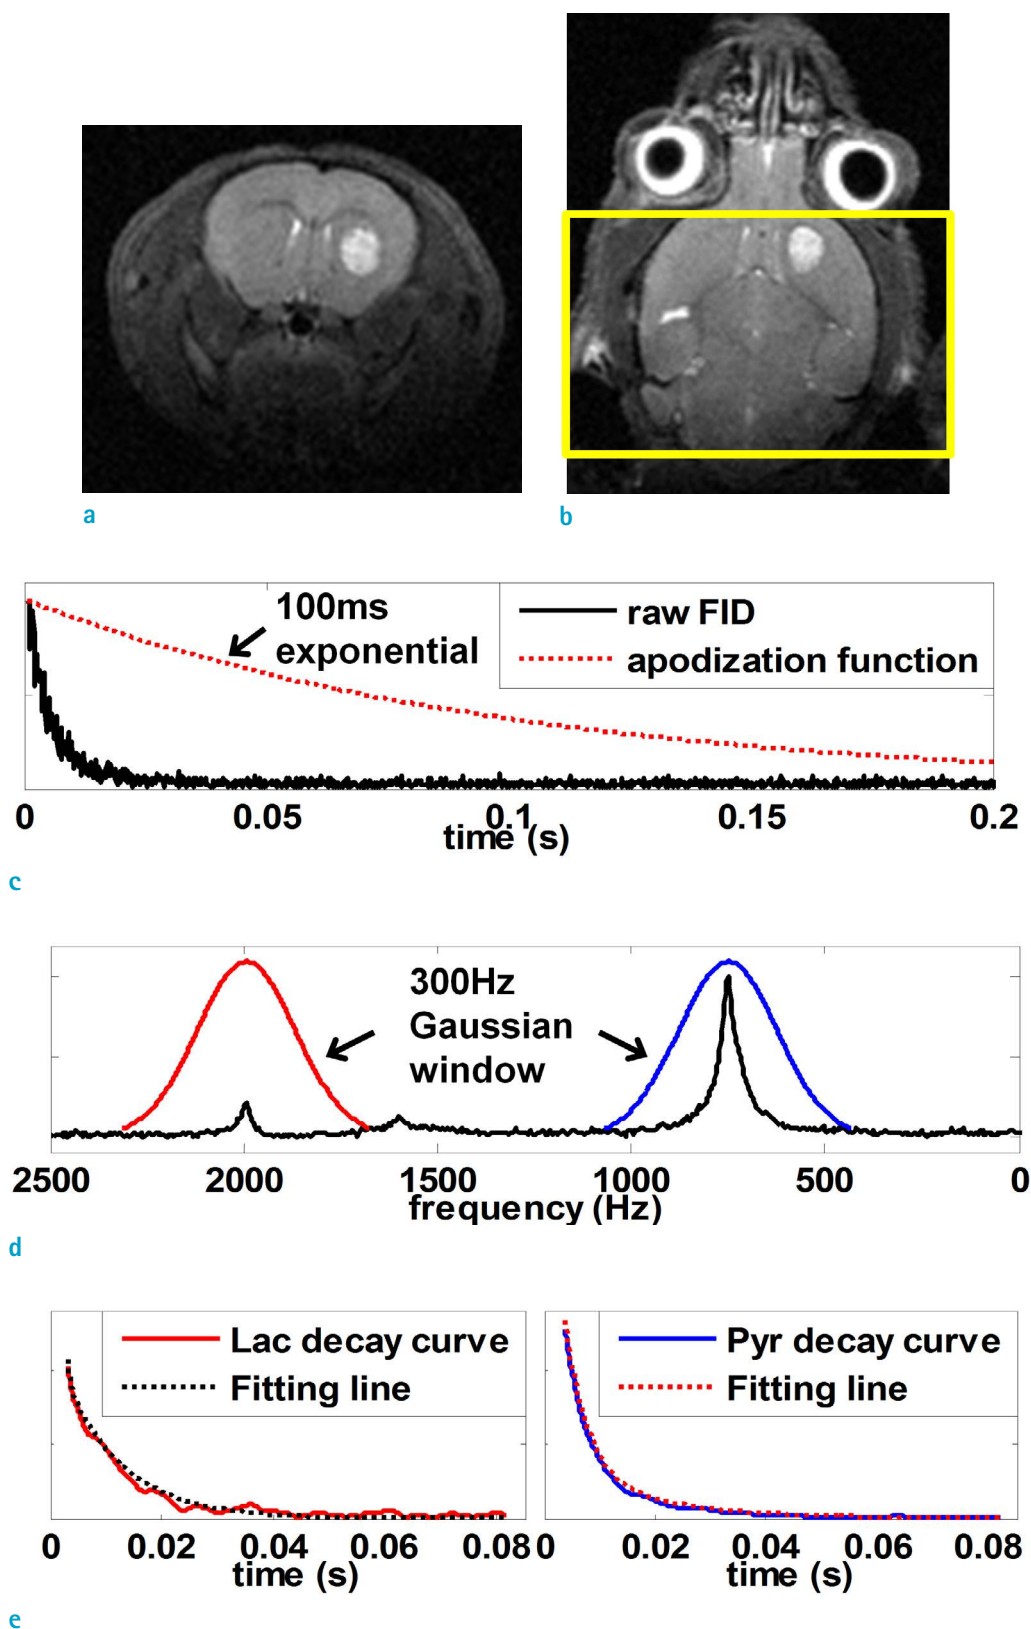 a
b
100ms
exponential
raw FID
apodization function
0 0.05 0.1 0.15 0.2
time (s)
c
300Hz
Gaussian
window
2500 2000 1500 1000 500 0
frequency (Hz)
d
Lac decay curve
Fitting line
0 0.02 0.04 0.06 0.08
time (s)
Pyr decay curve
Fitting line
0 0.02 0.04 0.06 0.08
time (s)
e